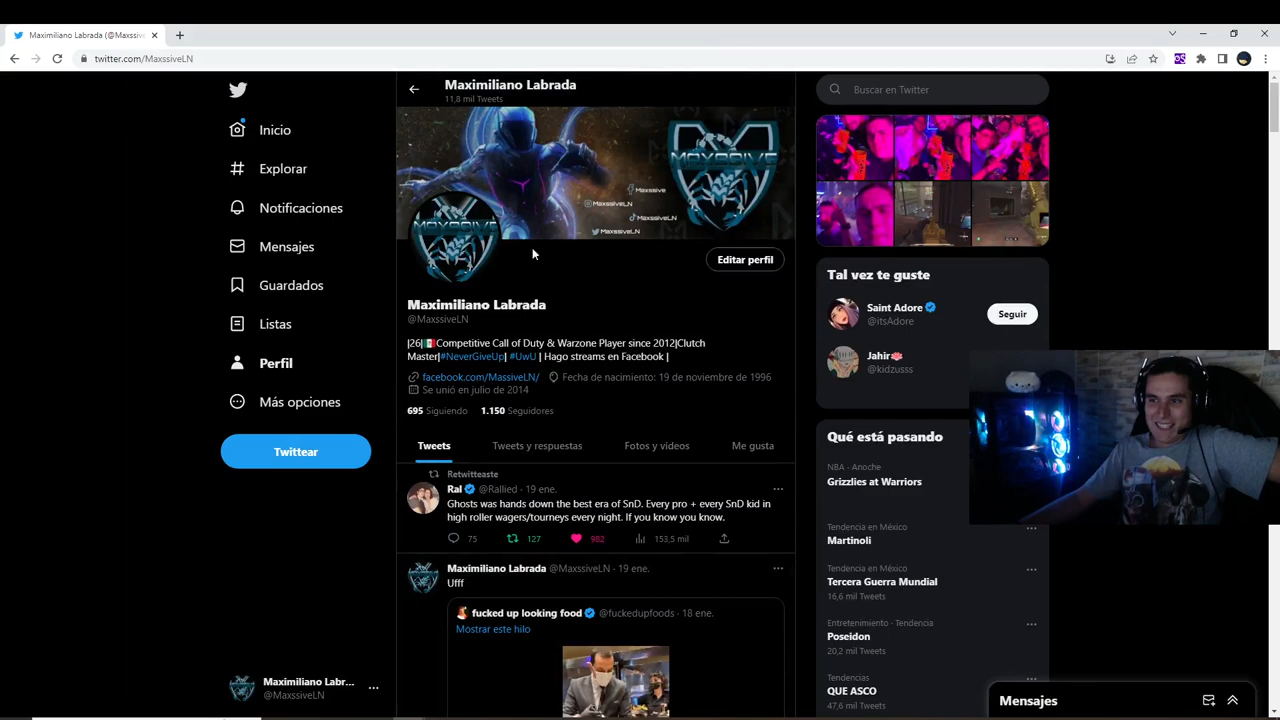 Maximiliano Labrada (@Maxssive
twitter.com/MaxssiveLN
Inicio
Explorar
Notificaciones
Mensajes
Guardados
Listas
Perfil
Más opciones
Twittear
Maximiliano Labr...
@MaxssiveLN
Maximiliano Labrada
11,8 mil Tweets
MAXSSIVE
Maxssive
MaxssiveLN
MaxssiveLN
MaxssiveLN
MAXSSIVE
Editar perfil
Maximiliano Labrada
@MaxssiveLN
|26|🇲🇽|Competitive Call of Duty & Warzone Player since 2012|Clutch
Master|#NeverGiveUp| #UwU | Hago streams en Facebook |
facebook.com/MassiveLN/ Fecha de nacimiento: 19 de noviembre de 1996
Se unió en julio de 2014
695 Siguiendo 1.150 Seguidores
Tweets Tweets y respuestas Fotos y videos Me gusta
Retwitteaste
Ral @Rallied · 19 ene.
Ghosts was hands down the best era of SnD. Every pro + every SnD kid in
high roller wagers/tourneys every night. If you know you know.
75 127 982 153,5 mil
Maximiliano Labrada @MaxssiveLN · 19 ene.
Ufff
fucked up looking food @fuckedupfoods · 18 ene.
Mostrar este hilo
Buscar en Twitter
Tal vez te guste
Saint Adore
@itsAdore
Seguir
Jahir
@kidzusss
Qué está pasando
NBA · Anoche
Grizzlies at Warriors
Tendencia en México
Martinoli
Tendencia en México
Tercera Guerra Mundial
16,6 mil Tweets
Entretenimiento · Tendencia
Poseidon
20,2 mil Tweets
Tendencias
QUE ASCO
47,6 mil Tweets
Mensajes